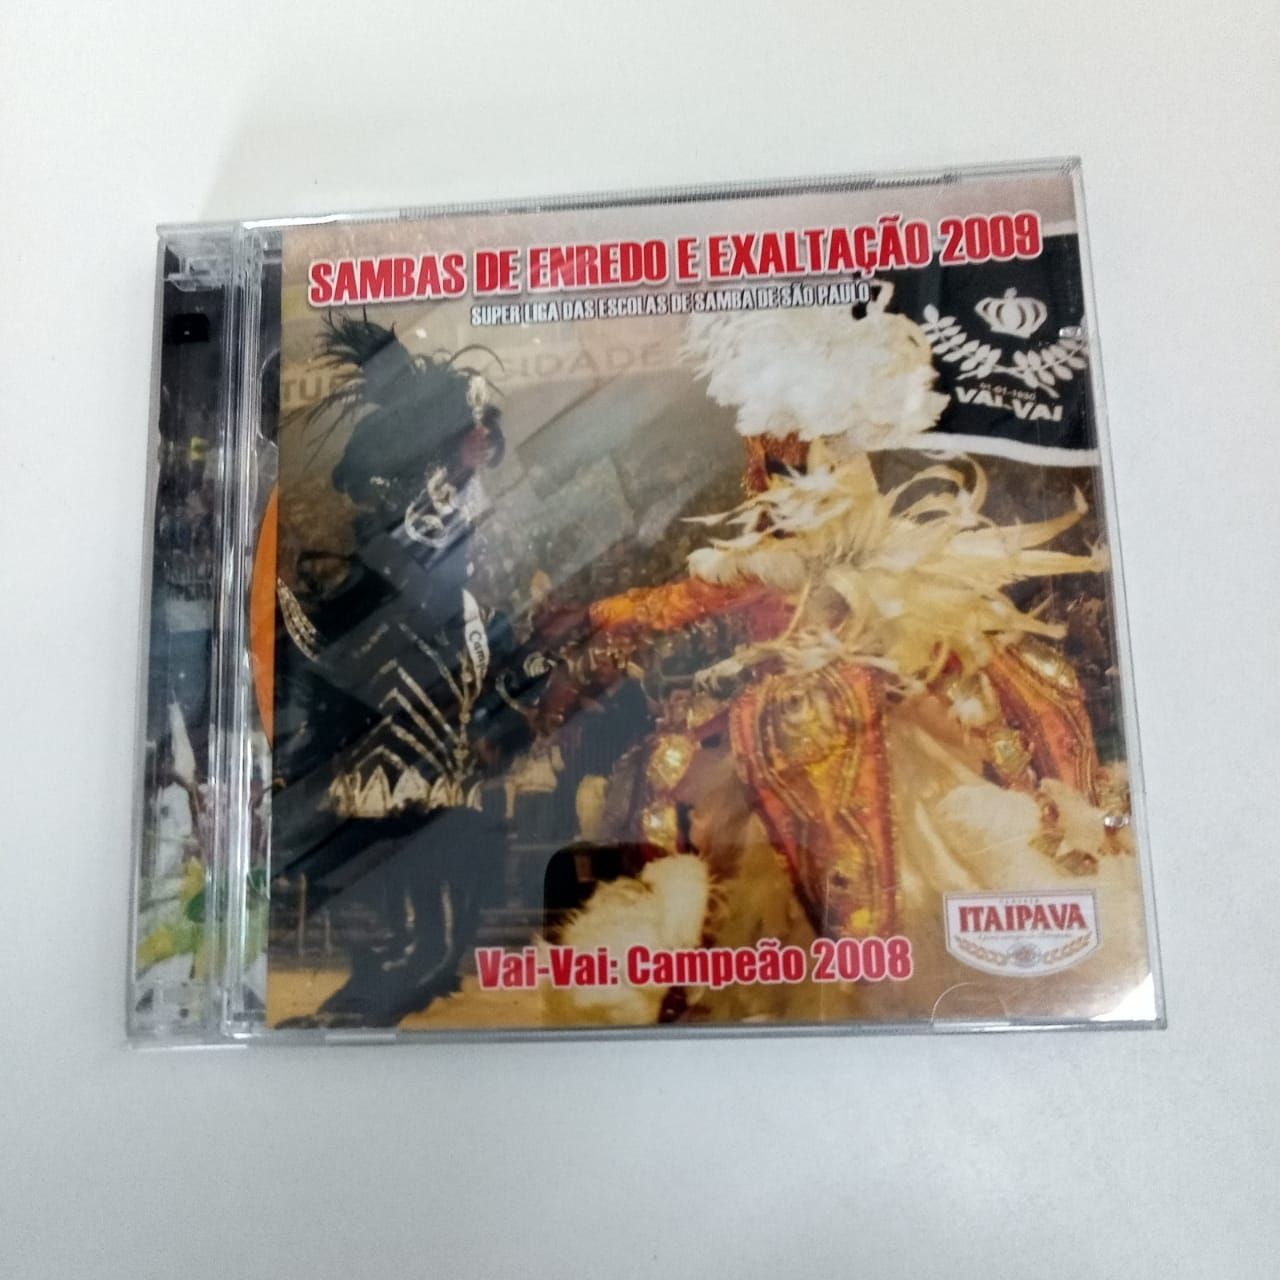 SAMBAS DE ENREDO E EXALTAÇÃO 2009
SUPER LIGA DAS ESCOLAS DE SAMBA DE SÃO PAULO
SIDADE
VAI-VAI
Vai-Vai: Campeão 2008
ITAIPAVA